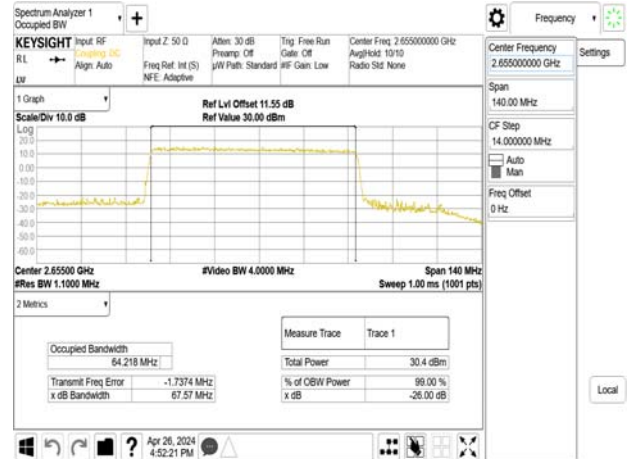 Spectrum Analyzer 1
Occupied BW
Frequency
KEYSIGHT
RL
Input: RF
Coupling: DC
Align: Auto
Input Z: 50 Ω
Freq Ref: Int (S)
NFE: Adaptive
Atten: 30 dB
Preamp: Off
µW Path: Standard
Trig: Free Run
Gate: Off
#IF Gain: Low
Center Freq: 2.655000000 GHz
Avg|Hold: 10/10
Radio Std: None
Center Frequency
2.655000000 GHz
Settings
Span
140.00 MHz
CF Step
14.000000 MHz
Auto
Man
Freq Offset
0 Hz
Local
1 Graph
Scale/Div 10.0 dB
Ref Lvl Offset 11.55 dB
Ref Value 30.00 dBm
Log
20.0
10.0
0.00
-10.0
-20.0
-30.0
-40.0
-50.0
-60.0
Center 2.65500 GHz
#Video BW 4.0000 MHz
Span 140 MHz
#Res BW 1.1000 MHz
Sweep 1.00 ms (1001 pts)
2 Metrics
Measure Trace
Trace 1
Occupied Bandwidth
64.218 MHz
Total Power
30.4 dBm
Transmit Freq Error
-1.7374 MHz
% of OBW Power
99.00 %
x dB Bandwidth
67.57 MHz
x dB
-26.00 dB
?
Apr 26, 2024
4:52:21 PM